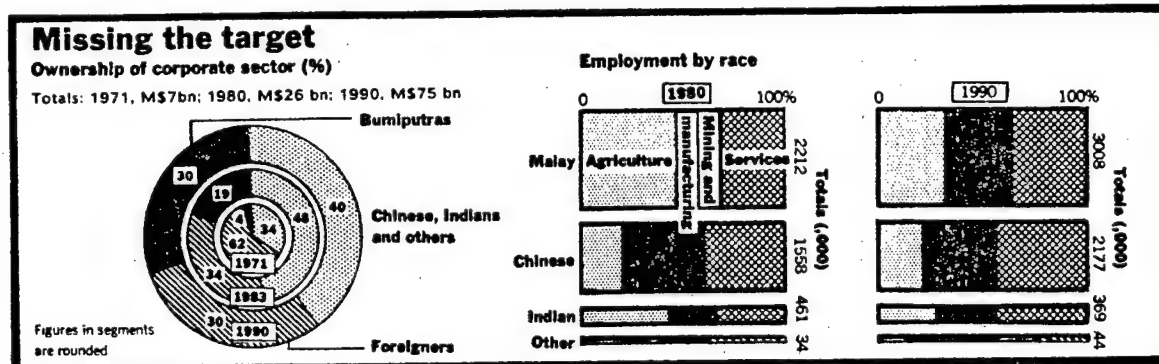 Missing the target
Ownership of corporate sector (%)
Totals: 1971, M$7bn; 1980, M$26 bn; 1990, M$75 bn
Bumiputras
30
19
4
34
48
40
62
1971
34
1983
30
1990
Chinese, Indians
and others
Foreigners
Figures in segments
are rounded
Employment by race
0 1980 100%
Malay Agriculture Mining and manufacturing Services 2212
Chinese 1558
Indian 461
Other 34
Totals (,000)
0 1990 100%
3008
2177
369
44
Totals (,000)